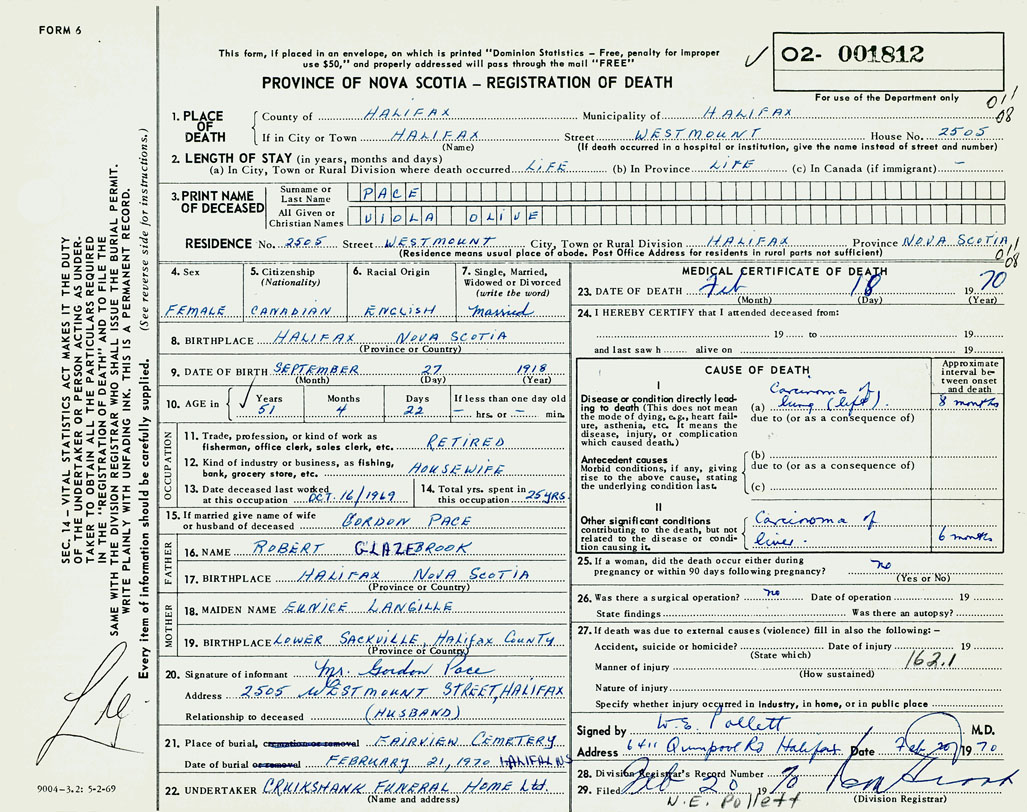 FORM 6
This form, if placed in an envelope, on which is printed "Dominion Statistics – Free, penalty for improper
use $50," and properly addressed will pass through the mail "FREE"
PROVINCE OF NOVA SCOTIA – REGISTRATION OF DEATH
✓ 02- 001812
For use of the Department only
011
08
1. PLACE OF DEATH
County of HALIFAX Municipality of HALIFAX
If in City or Town HALIFAX Street WESTMOUNT House No. 2505
(Name) (If death occurred in a hospital or institution, give the name instead of street and number)
2. LENGTH OF STAY (in years, months and days)
(a) In City, Town or Rural Division where death occurred LIFE (b) In Province LIFE (c) In Canada (if immigrant) –
3. PRINT NAME OF DECEASED
Surname or Last Name PACE
All Given or Christian Names VIOLA OLIVE
RESIDENCE No. 2505 Street WESTMOUNT City, Town or Rural Division HALIFAX Province NOVA SCOTIA
(Residence means usual place of abode. Post Office Address for residents in rural parts not sufficient)
011
08
4. Sex FEMALE
5. Citizenship (Nationality) CANADIAN
6. Racial Origin ENGLISH
7. Single, Married, Widowed or Divorced (write the word) Married
8. BIRTHPLACE HALIFAX NOVA SCOTIA
(Province or Country)
9. DATE OF BIRTH SEPTEMBER 27 1918
(Month) (Day) (Year)
10. AGE in ✓ Years 51 Months 4 Days 22 If less than one day old – hrs. or – min.
OCCUPATION
11. Trade, profession, or kind of work as fisherman, office clerk, sales clerk, etc. RETIRED
12. Kind of industry or business, as fishing, bank, grocery store, etc. HOUSEWIFE
13. Date deceased last worked at this occupation OCT. 16/1969
14. Total yrs. spent in this occupation 25 YRS
15. If married give name of wife or husband of deceased GORDON PACE
FATHER
16. NAME ROBERT GLAZEBROOK
17. BIRTHPLACE HALIFAX NOVA SCOTIA
(Province or Country)
MOTHER
18. MAIDEN NAME EUNICE LANGILLE
19. BIRTHPLACE LOWER SACKVILLE, HALIFAX COUNTY
(Province or Country)
20. Signature of informant Mr. Gordon Pace
Address 2505 WESTMOUNT STREET, HALIFAX
Relationship to deceased (HUSBAND)
21. Place of burial, cremation or removal FAIRVIEW CEMETERY
Date of burial or removal FEBRUARY 21, 1970 HALIFAX NS
22. UNDERTAKER CRUIKSHANK FUNERAL HOME Ltd.
(Name and address)
MEDICAL CERTIFICATE OF DEATH
23. DATE OF DEATH Feb 18 1970
(Month) (Day) (Year)
24. I HEREBY CERTIFY that I attended deceased from:
19 to 19
and last saw h alive on 19
CAUSE OF DEATH
Approximate interval between onset and death
I
Disease or condition directly leading to death (This does not mean the mode of dying, e.g., heart failure, asthenia, etc. It means the disease, injury, or complication which caused death.)
(a) Carcinoma of lung (left) 8 months
due to (or as a consequence of)
Antecedent causes
Morbid conditions, if any, giving rise to the above cause, stating the underlying condition last.
(b)
due to (or as a consequence of)
(c)
II
Other significant conditions contributing to the death, but not related to the disease or condition causing it.
Carcinoma of liver. 6 months
25. If a woman, did the death occur either during pregnancy or within 90 days following pregnancy? no
(Yes or No)
26. Was there a surgical operation? no Date of operation 19
State findings Was there an autopsy?
27. If death was due to external causes (violence) fill in also the following: –
Accident, suicide or homicide? Date of injury 19
(State which)
Manner of injury 162.1
(How sustained)
Nature of injury
Specify whether injury occurred in Industry, in home, or in public place
Signed by W. E. Pollett M.D.
Address 6411 Quinpool Rd Halifax Date Feb 20 1970
28. Division Registrar's Record Number
29. Filed Feb 20 1970
(Division Registrar)
W.E. Pollett
SEC. 14 – VITAL STATISTICS ACT MAKES IT THE DUTY
OF THE UNDERTAKER OR PERSON ACTING AS UNDER-
TAKER TO OBTAIN ALL THE PARTICULARS REQUIRED
IN THE "REGISTRATION OF DEATH" AND TO FILE THE
SAME WITH THE DIVISION REGISTRAR WHO SHALL ISSUE THE BURIAL PERMIT.
WRITE PLAINLY WITH UNFADING INK. THIS IS A PERMANENT RECORD.
Every item of information should be carefully supplied. (See reverse side for instructions.)
9004-3.2: 5-2-69